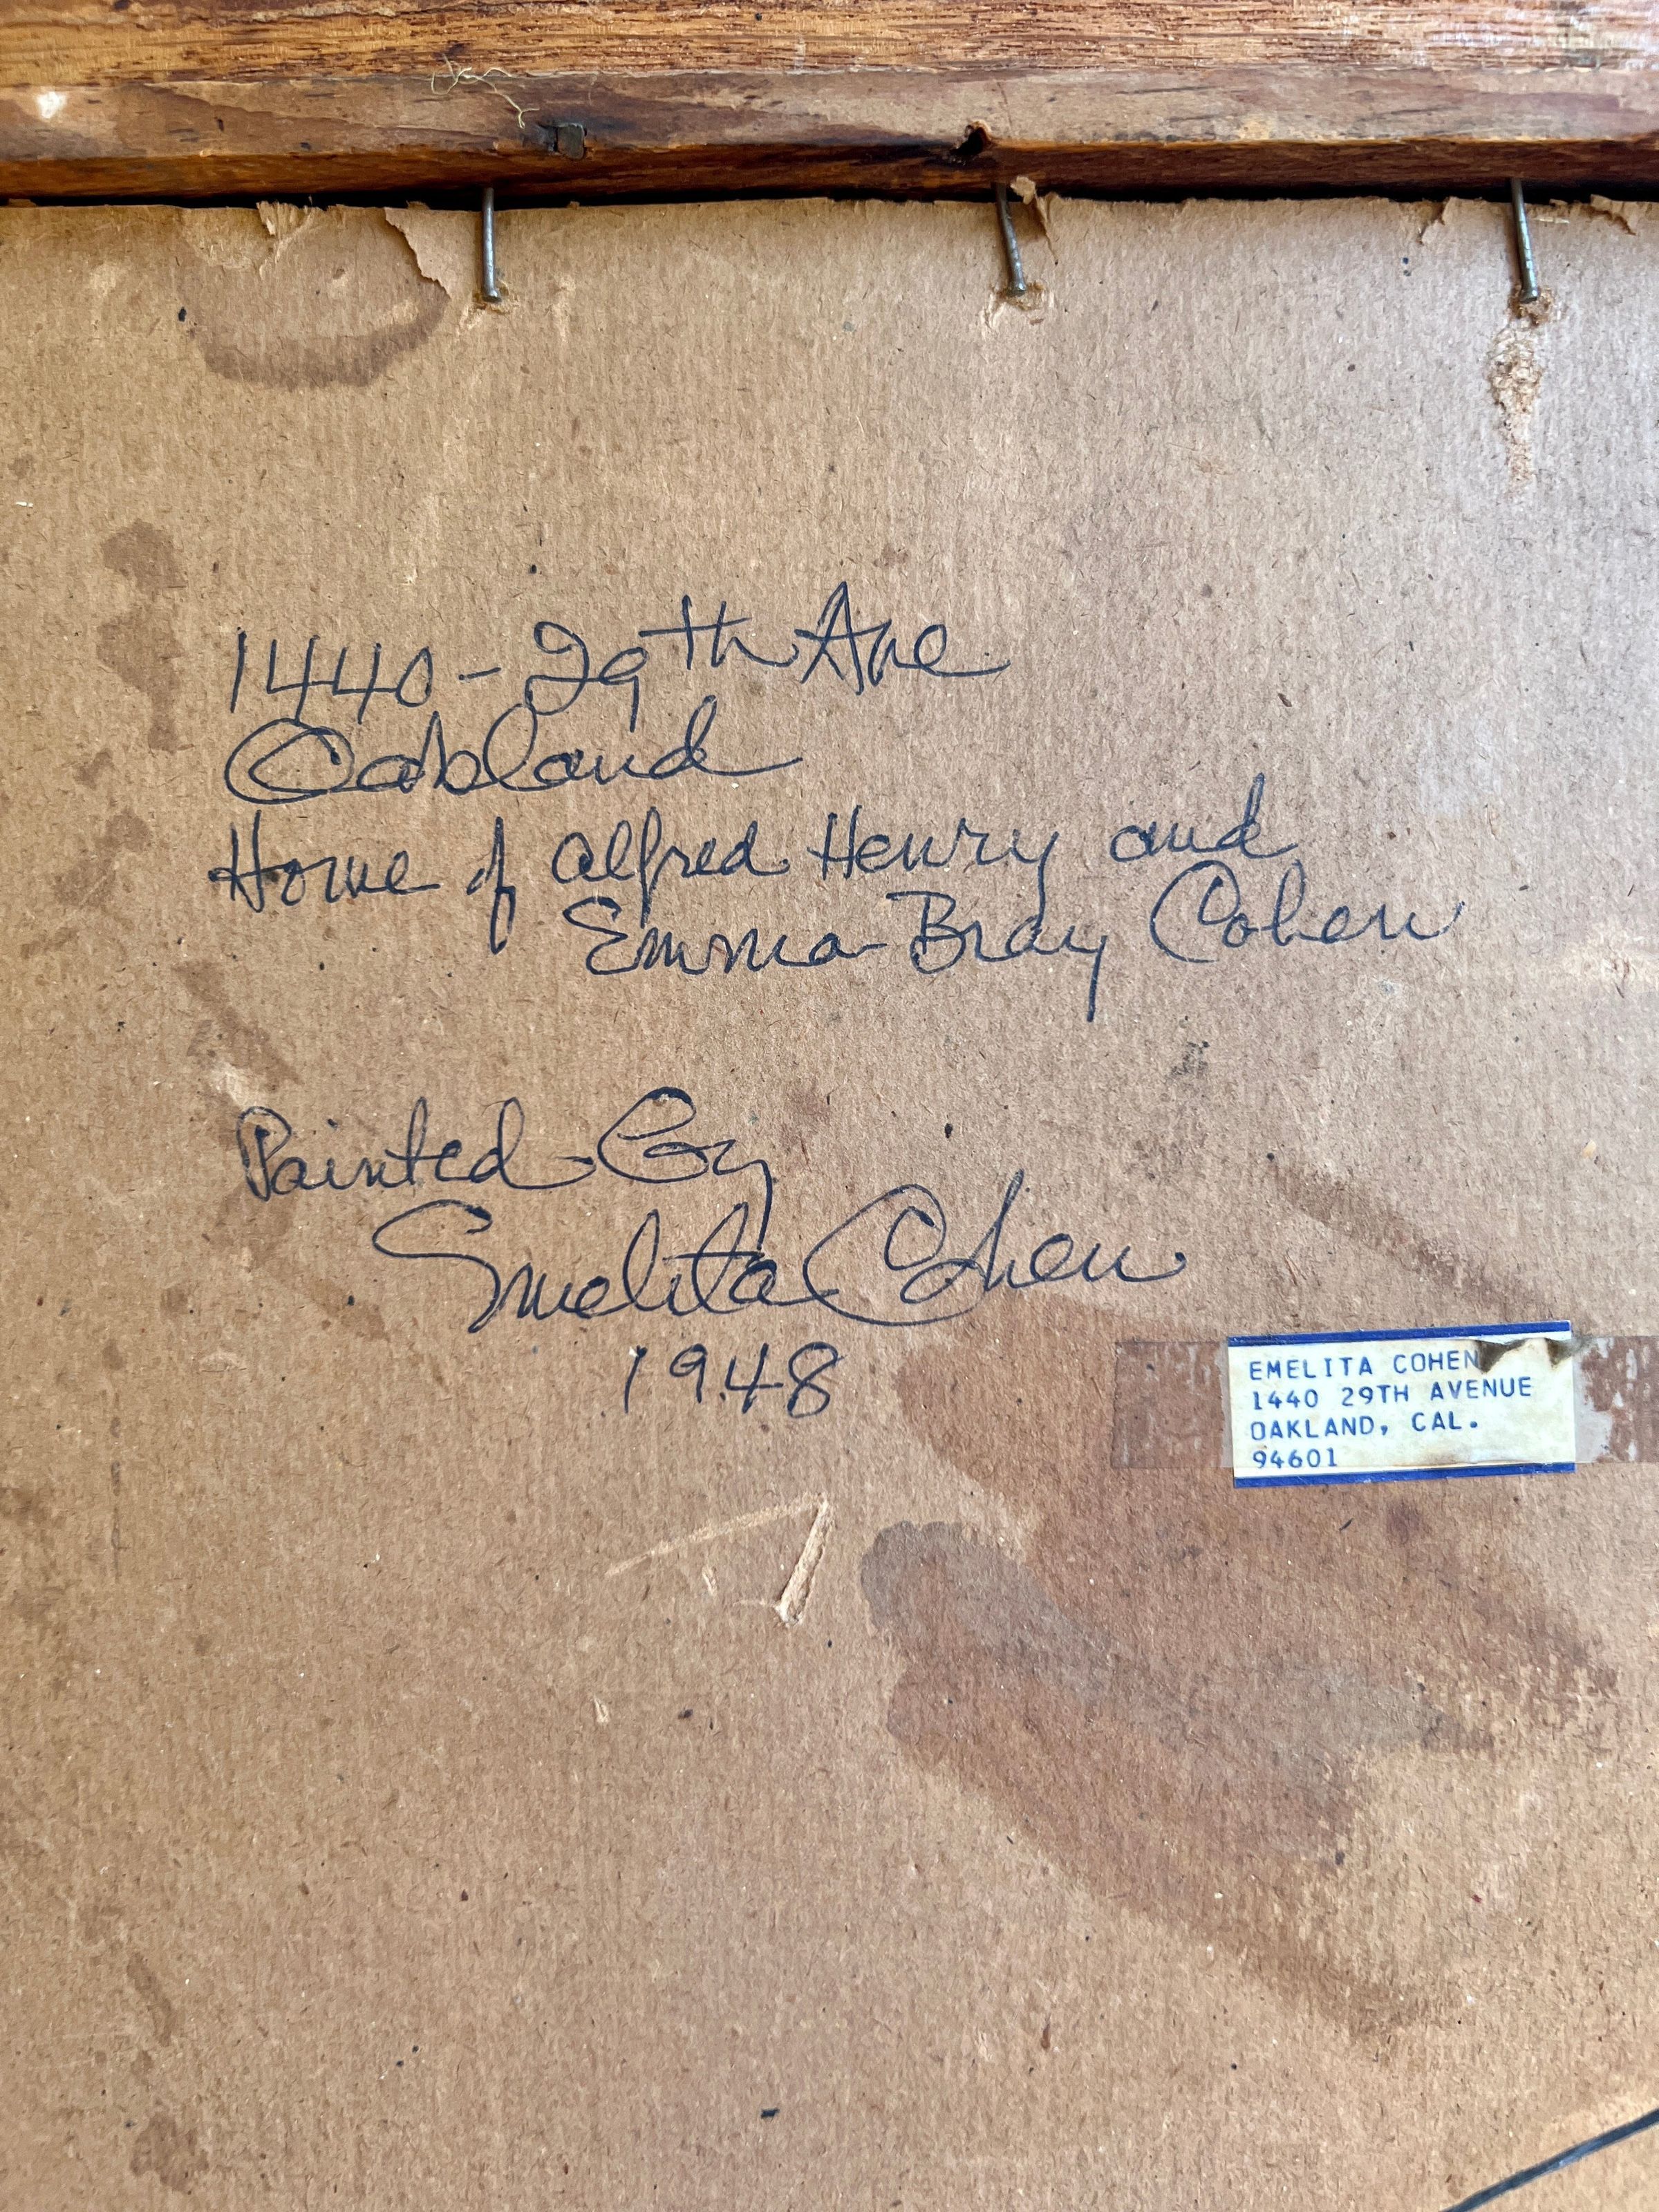 1440-29th Ave
Oakland
Home of Alfred Henry and
Emma Bray Cohen
Painted by
Emelita Cohen
1948
EMELITA COHEN
1440 29TH AVENUE
OAKLAND, CAL.
94601